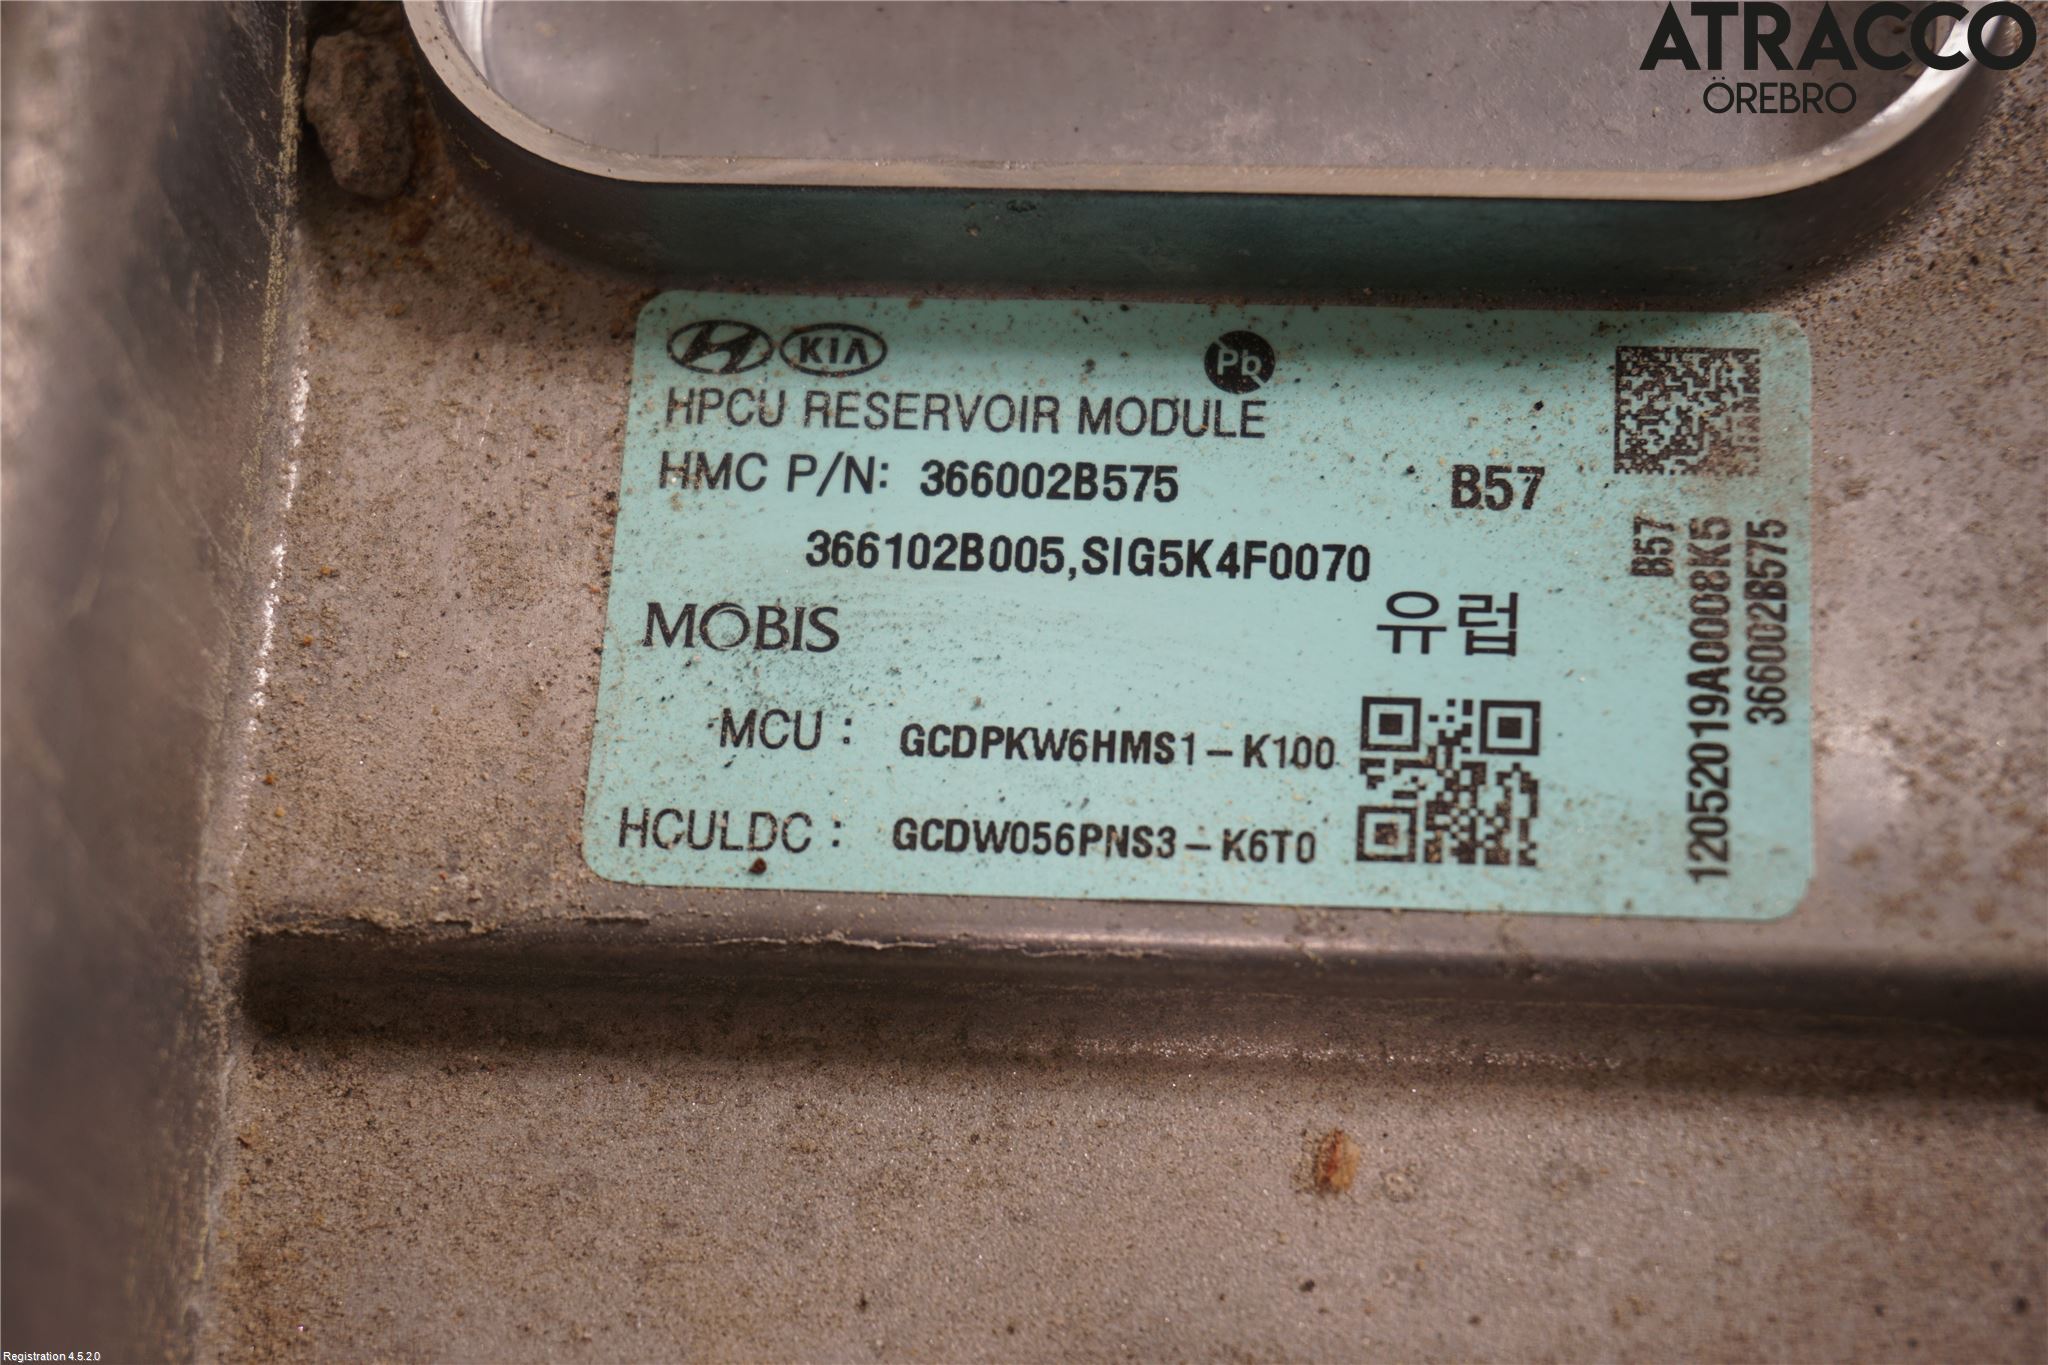 ATRACCO
ÖREBRO
KIA
Pb
HPCU RESERVOIR MODULE
HMC P/N: 366002B575 B57
366102B005,SIG5K4F0070
MOBIS
유럽
MCU : GCDPKW6HMS1-K100
HCULDC : GCDW056PNS3-K6T0
B57
12052019A0008K5
366002B575
Registration 4.5.2.0